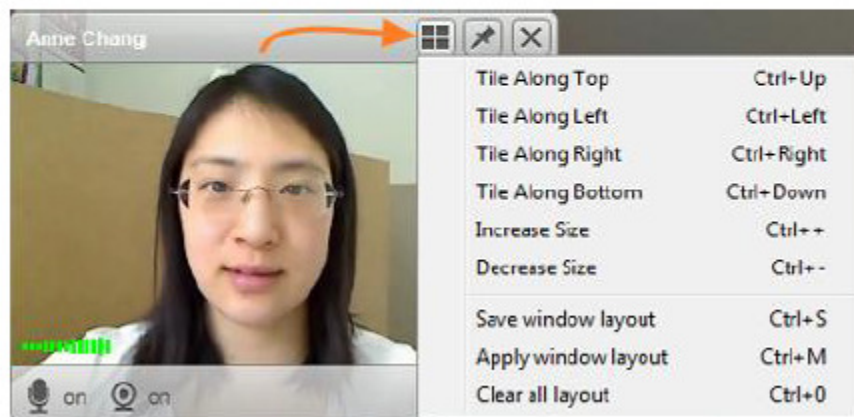 Anne Chang
Tile Along Top Ctrl+Up
Tile Along Left Ctrl+Left
Tile Along Right Ctrl+Right
Tile Along Bottom Ctrl+Down
Increase Size Ctrl++
Decrease Size Ctrl+-
Save window layout Ctrl+S
Apply window layout Ctrl+M
Clear all layout Ctrl+0
on on